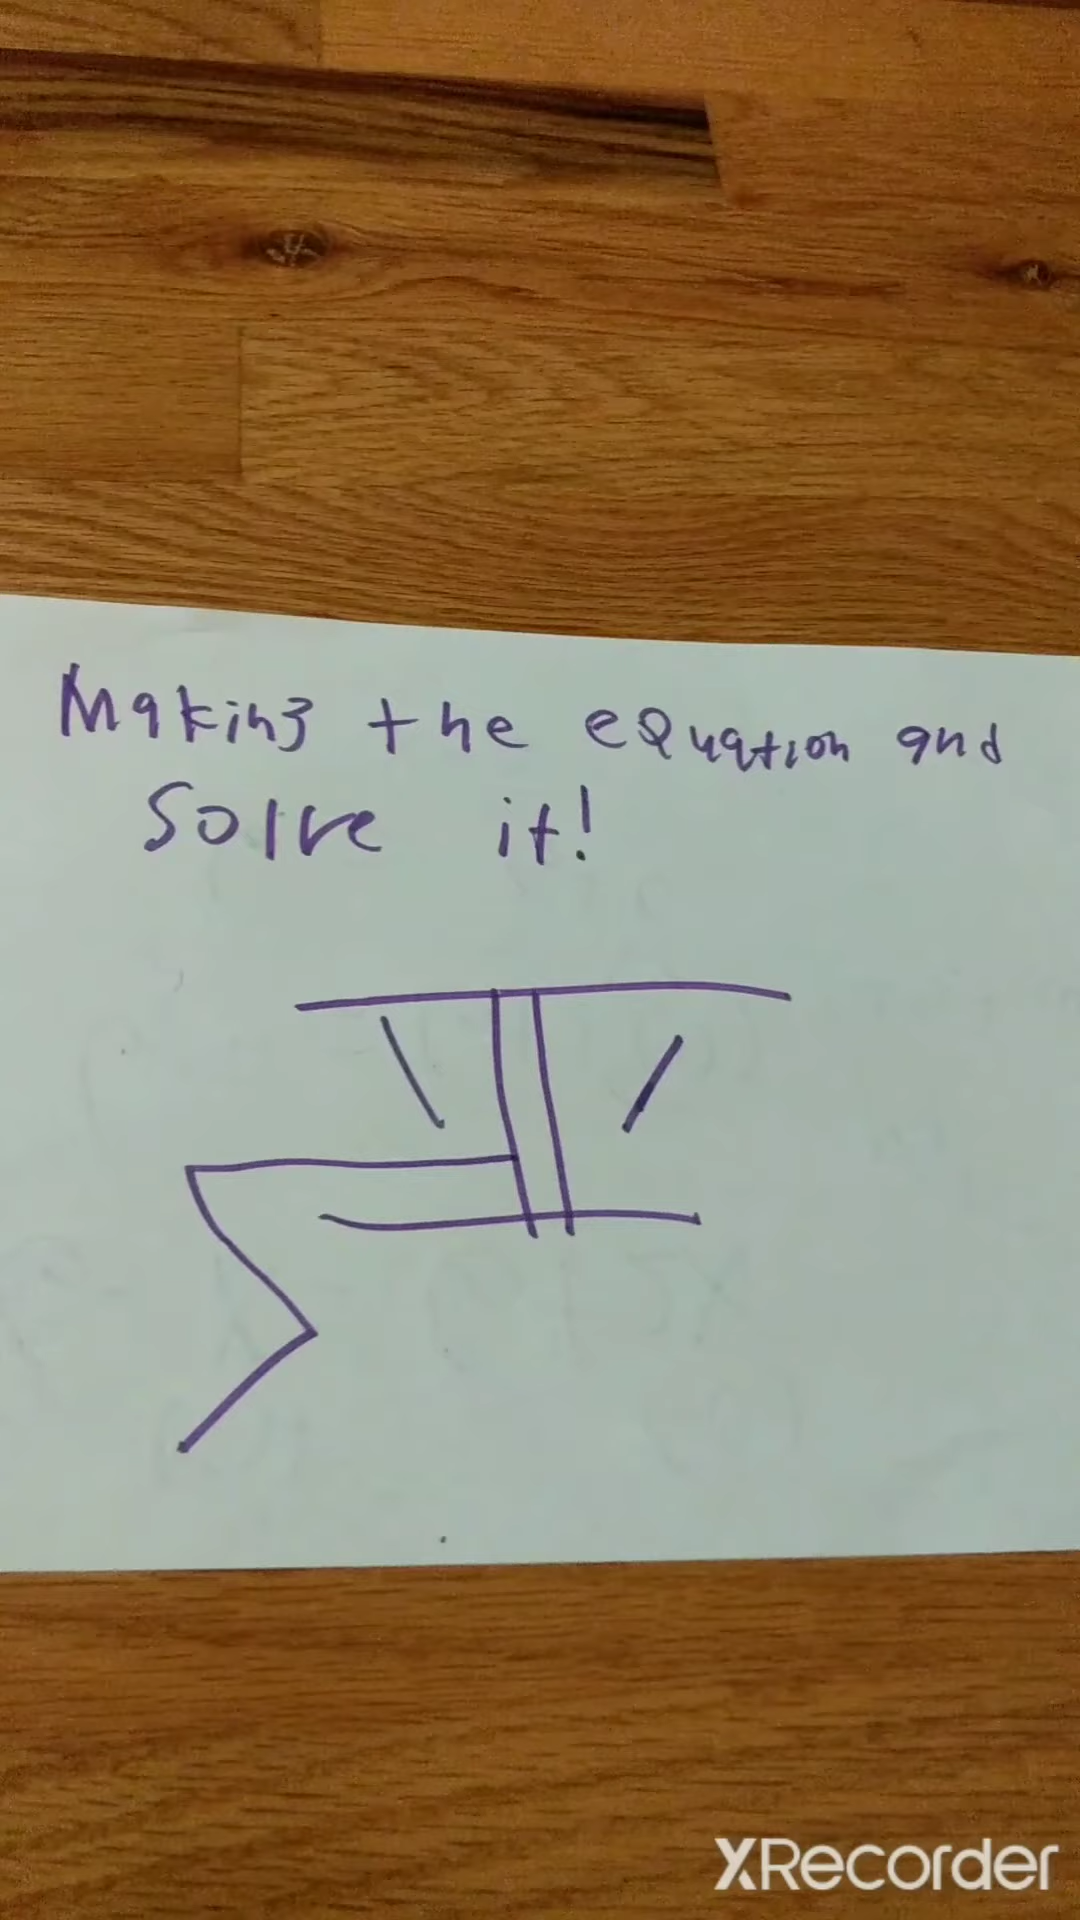 Making the equation and
Solve it!
XRecorder